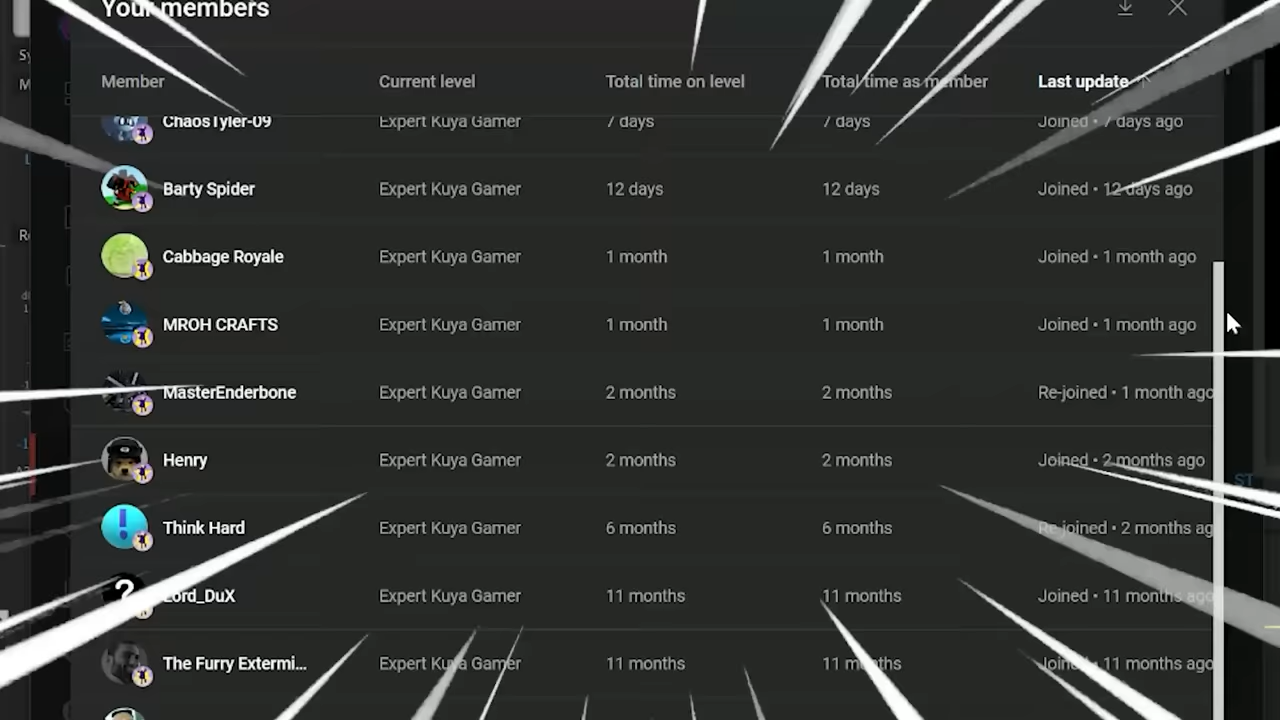 Your members
Member Current level Total time on level Total time as member Last update ↑
ChaosTyler-09 Expert Kuya Gamer 7 days 7 days Joined • 7 days ago
Barty Spider Expert Kuya Gamer 12 days 12 days Joined • 12 days ago
Cabbage Royale Expert Kuya Gamer 1 month 1 month Joined • 1 month ago
MROH CRAFTS Expert Kuya Gamer 1 month 1 month Joined • 1 month ago
MasterEnderbone Expert Kuya Gamer 2 months 2 months Re-joined • 1 month ago
Henry Expert Kuya Gamer 2 months 2 months Joined • 2 months ago
Think Hard Expert Kuya Gamer 6 months 6 months Re-joined • 2 months ag
Lord_DuX Expert Kuya Gamer 11 months 11 months Joined • 11 months ago
The Furry Extermi... Expert Kuya Gamer 11 months 11 months Joined • 11 months ago
ST